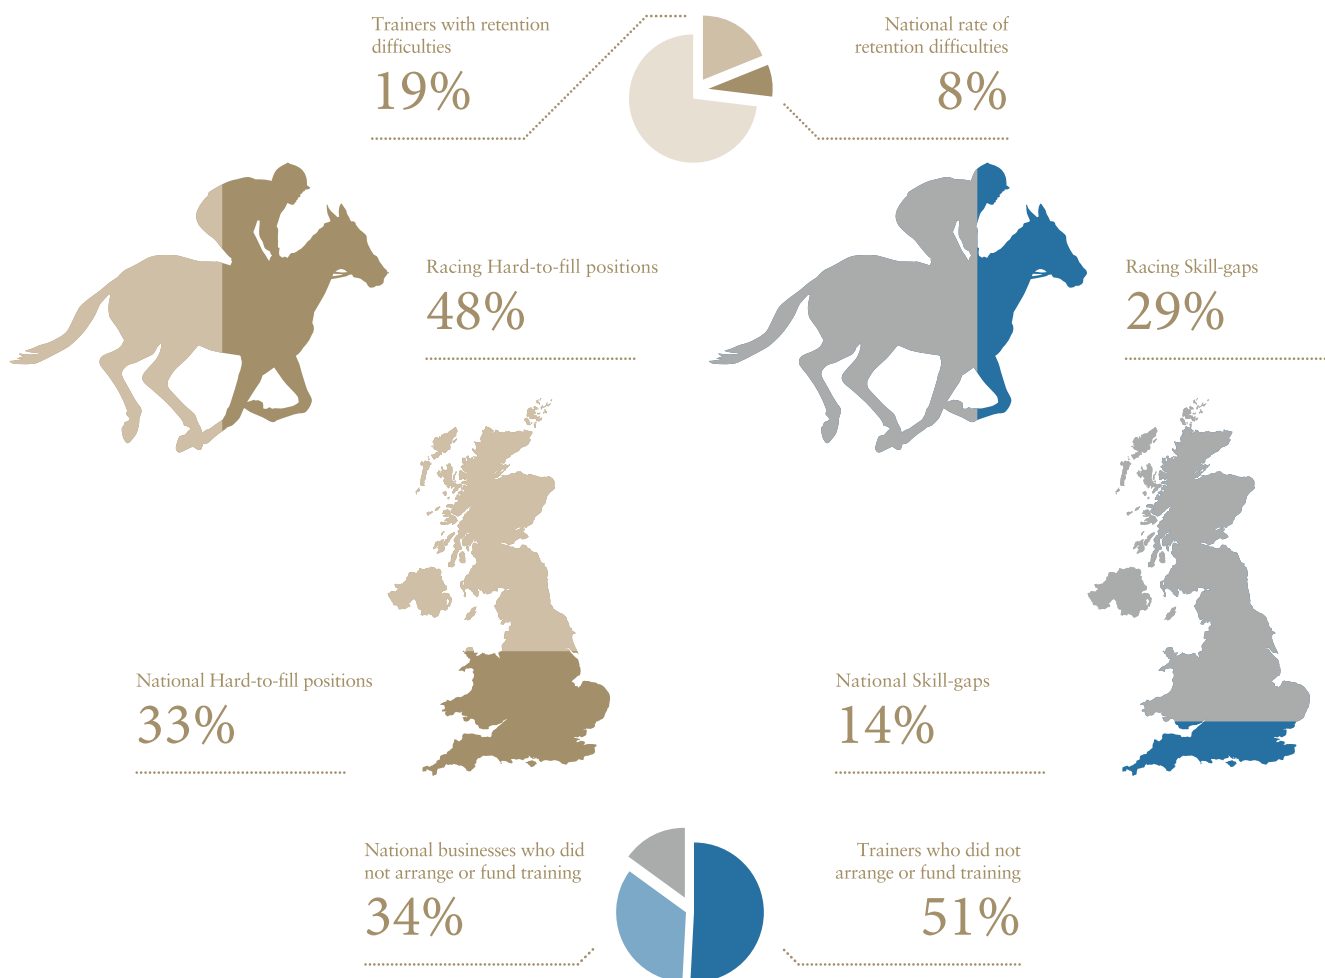 Trainers with retention
difficulties
19%
National rate of
retention difficulties
8%
Racing Hard-to-fill positions
48%
Racing Skill-gaps
29%
National Hard-to-fill positions
33%
National Skill-gaps
14%
National businesses who did
not arrange or fund training
34%
Trainers who did not
arrange or fund training
51%